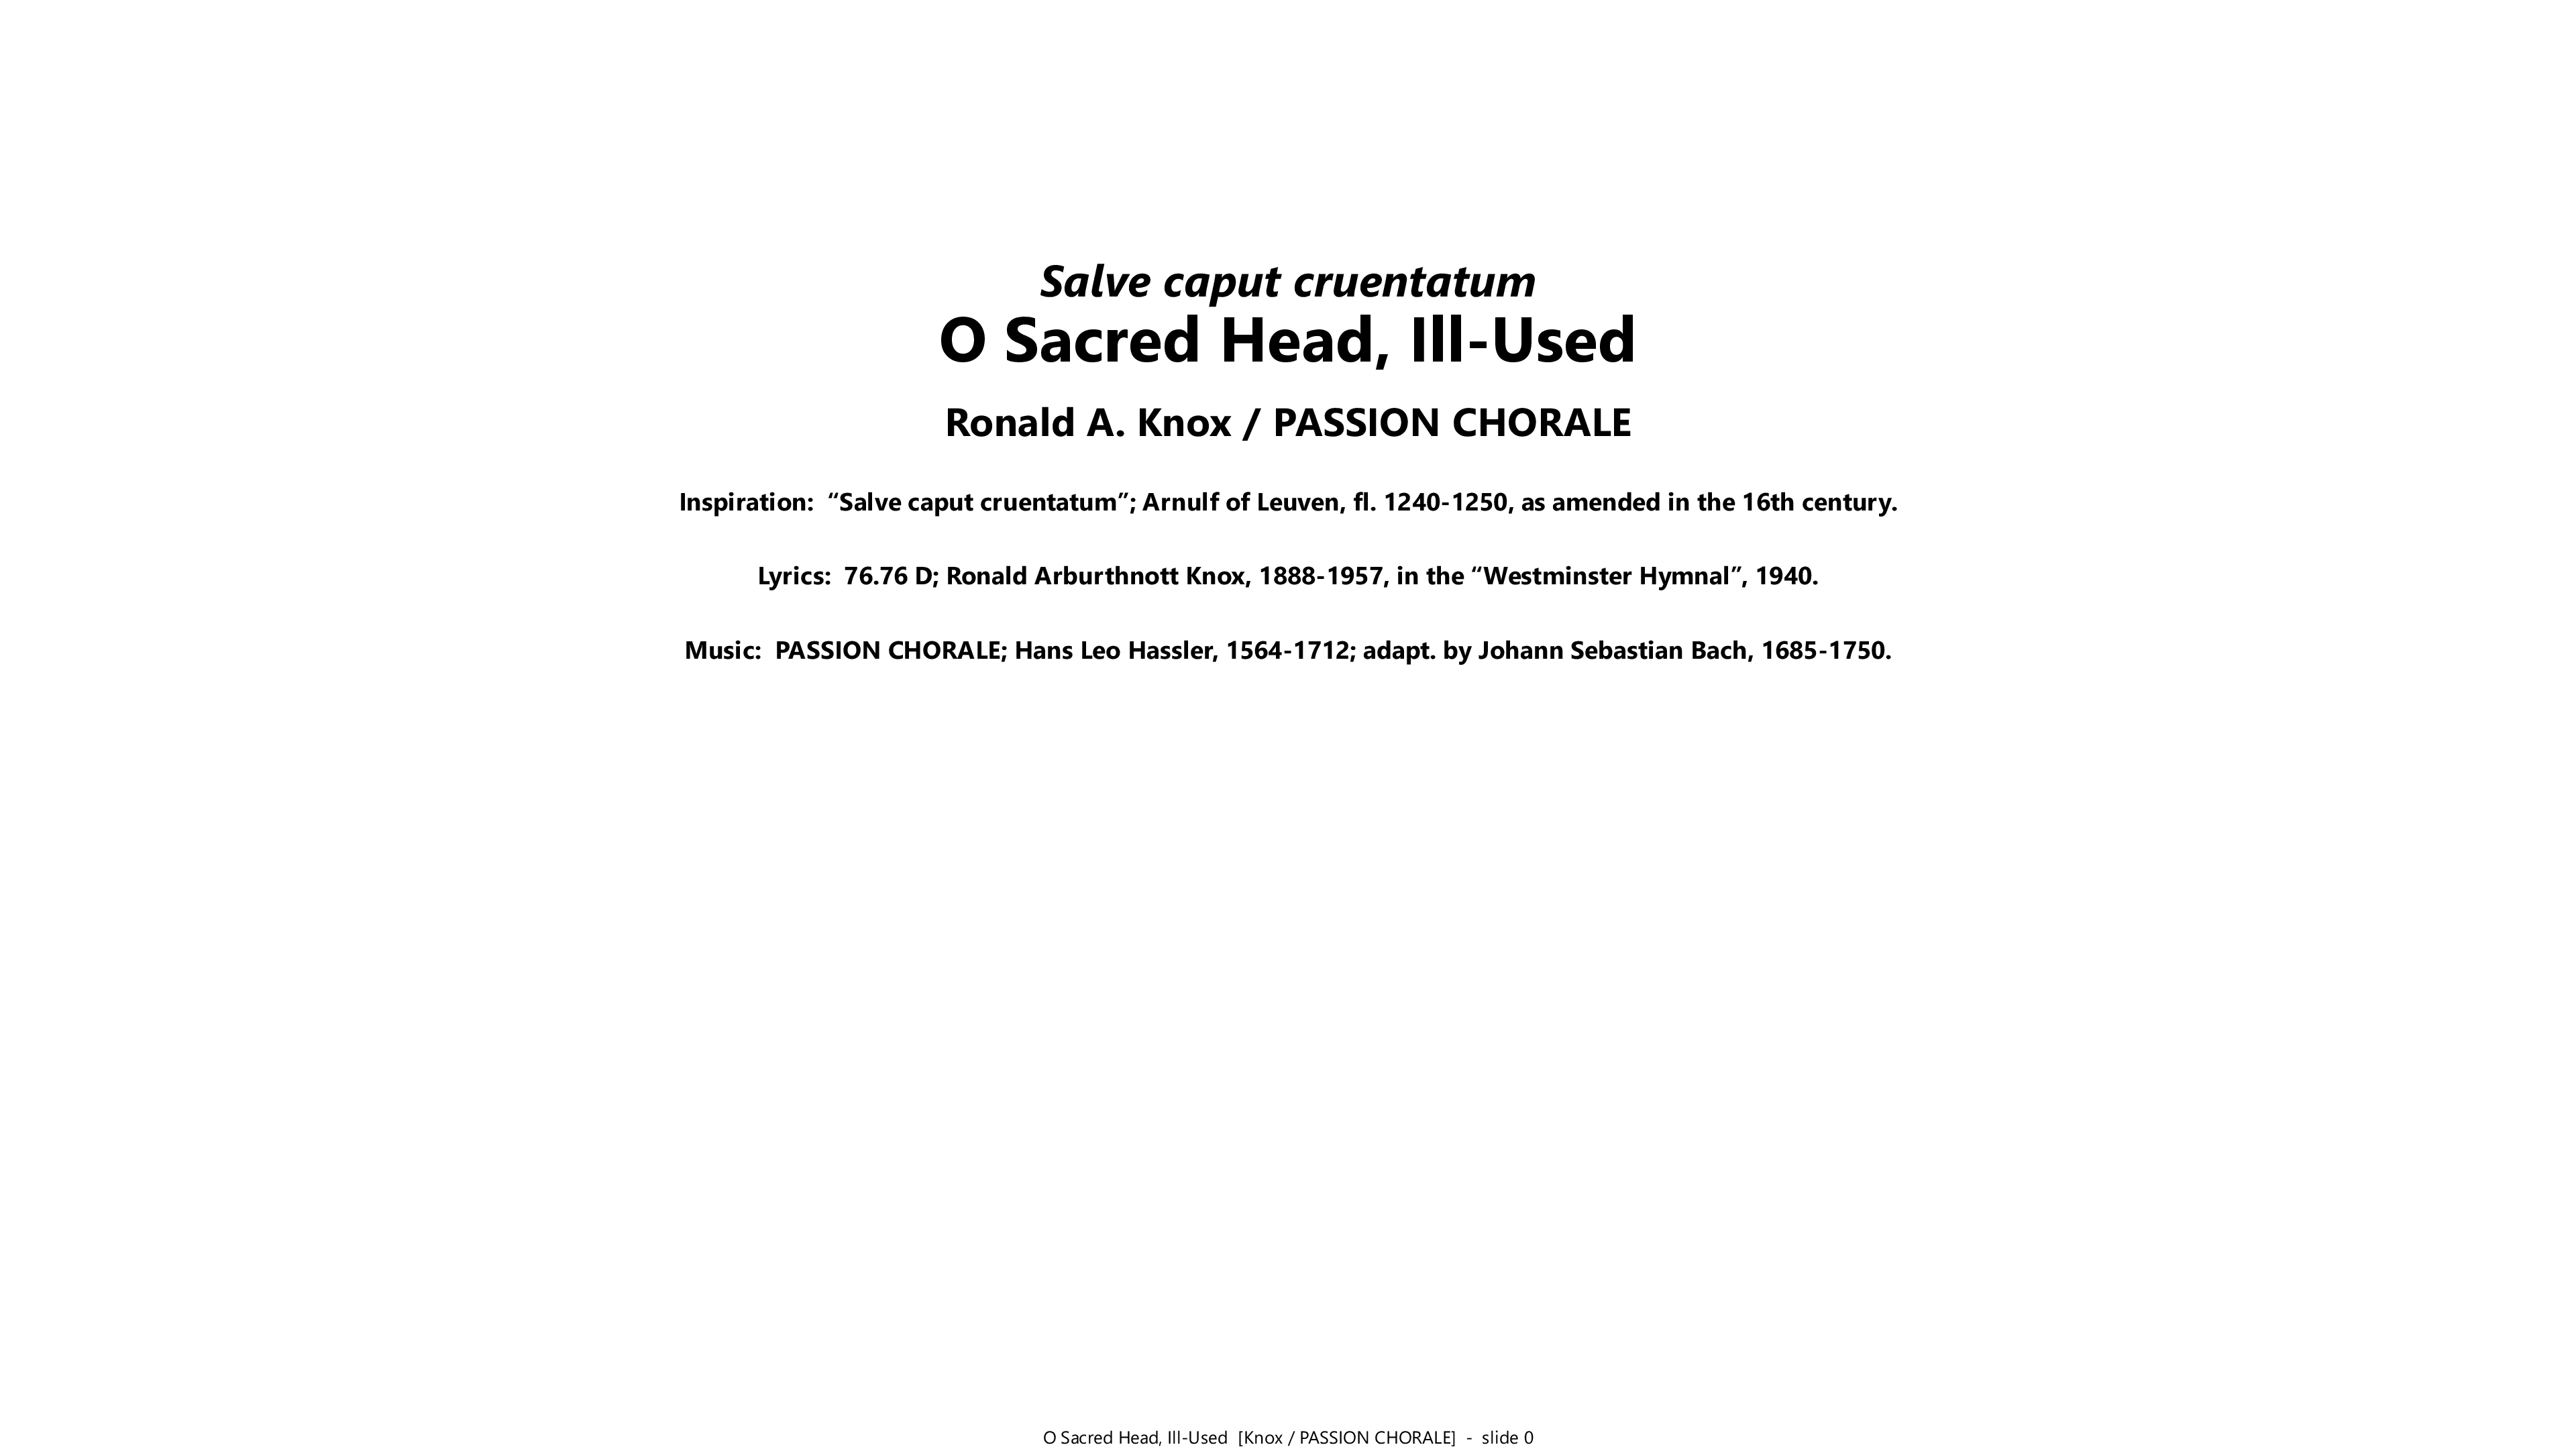 Salve caput cruentatum
O Sacred Head, Ill-Used
Ronald A. Knox / PASSION CHORALE
Inspiration:  “Salve caput cruentatum”; Arnulf of Leuven, fl. 1240-1250, as amended in the 16th century.
Lyrics:  76.76 D; Ronald Arburthnott Knox, 1888-1957, in the “Westminster Hymnal”, 1940.
Music:  PASSION CHORALE; Hans Leo Hassler, 1564-1712; adapt. by Johann Sebastian Bach, 1685-1750.
O Sacred Head, Ill-Used  [Knox / PASSION CHORALE]  -  slide 0